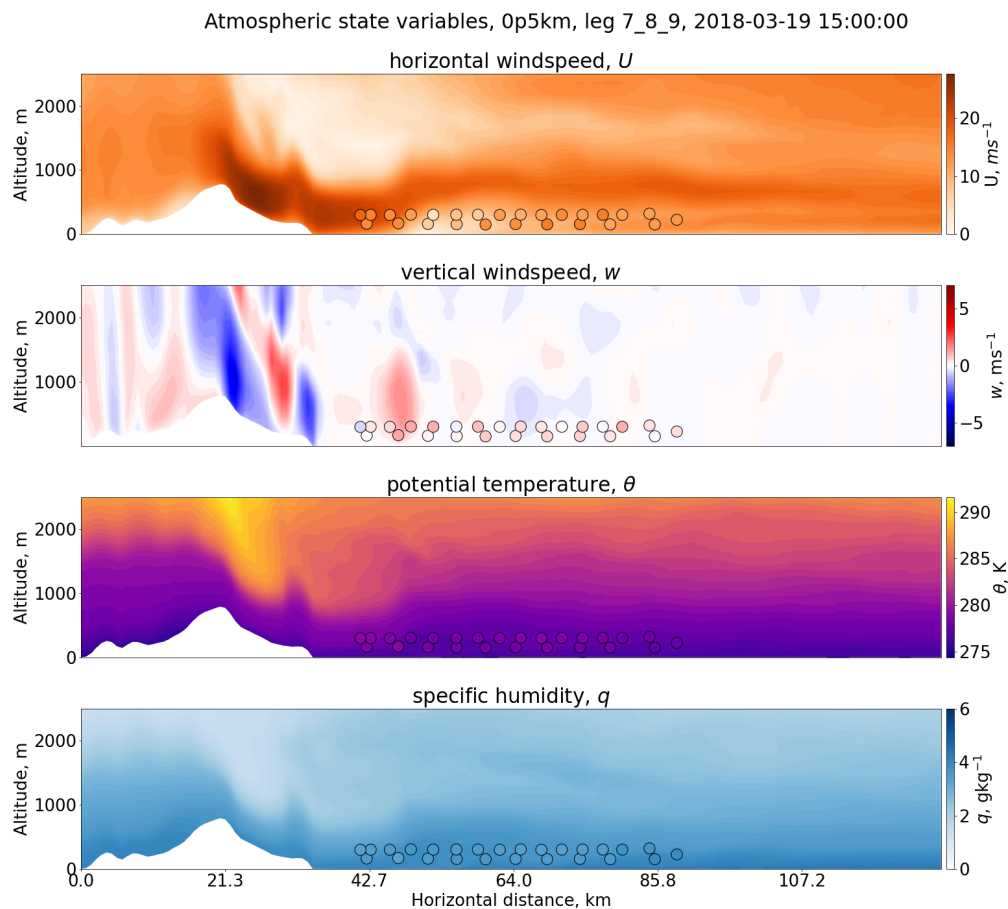 Atmospheric state variables, 0p5km, leg 7_8_9, 2018-03-19 15:00:00
horizontal windspeed, U
Altitude, m
2000
1000
0
20
10
0
U, ms⁻¹
vertical windspeed, w
Altitude, m
2000
1000
5
0
−5
w, ms⁻¹
potential temperature, θ
Altitude, m
2000
1000
0
290
285
280
275
θ, K
specific humidity, q
Altitude, m
2000
1000
0
6
4
2
0
q, gkg⁻¹
0.0 21.3 42.7 64.0 85.8 107.2
Horizontal distance, km